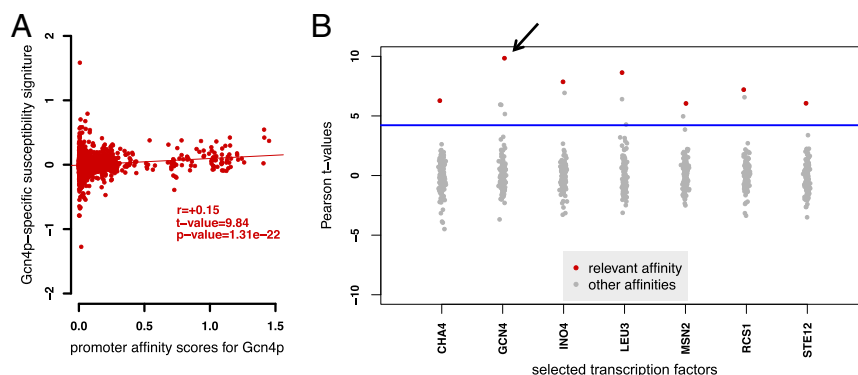 A
Gcn4p−specific susceptibility signiture
2
1
0
−1
−2
r=+0.15
t−value=9.84
p−value=1.31e−22
0.0 0.5 1.0 1.5
promoter affinity scores for Gcn4p
B
Pearson t−values
10
5
0
−5
−10
relevant affinity
other affinities
CHA4 GCN4 INO4 LEU3 MSN2 RCS1 STE12
selected transcription factors